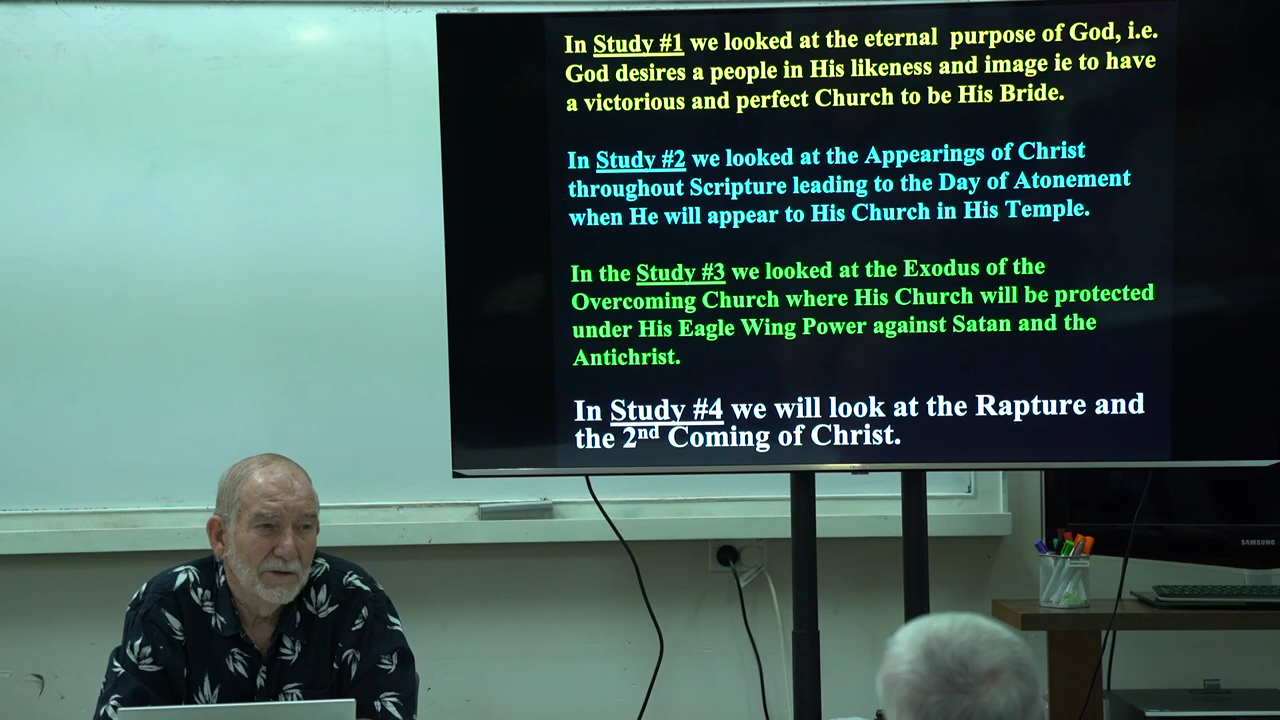 In Study #1 we looked at the eternal purpose of God, i.e.
God desires a people in His likeness and image ie to have
a victorious and perfect Church to be His Bride.
In Study #2 we looked at the Appearings of Christ
throughout Scripture leading to the Day of Atonement
when He will appear to His Church in His Temple.
In the Study #3 we looked at the Exodus of the
Overcoming Church where His Church will be protected
under His Eagle Wing Power against Satan and the
Antichrist.
In Study #4 we will look at the Rapture and
the 2nd Coming of Christ.
SAMSUNG